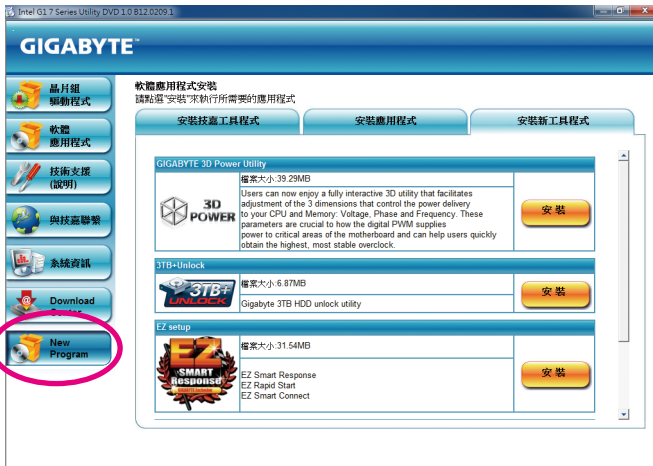 Intel G1 7 Series Utility DVD 1.0 B12.0209.1
GIGABYTE™
晶片組
驅動程式
軟體
應用程式
技術支援
(說明)
與技嘉聯繫
系統資訊
Download
Center
New
Program
軟體應用程式安裝
請點選"安裝"來執行所需要的應用程式
安裝技嘉工具程式
安裝應用程式
安裝新工具程式
GIGABYTE 3D Power Utility
3D
POWER
檔案大小:39.29MB
Users can now enjoy a fully interactive 3D utility that facilitates
adjustment of the 3 dimensions that control the power delivery
to your CPU and Memory: Voltage, Phase and Frequency. These
parameters are crucial to how the digital PWM supplies
power to critical areas of the motherboard and can help users quickly
obtain the highest, most stable overclock.
安裝
3TB+Unlock
3TB+
UNLOCK
檔案大小:6.87MB
Gigabyte 3TB HDD unlock utility
安裝
EZ setup
EZ
SMART
Response
檔案大小:31.54MB
EZ Smart Response
EZ Rapid Start
EZ Smart Connect
安裝